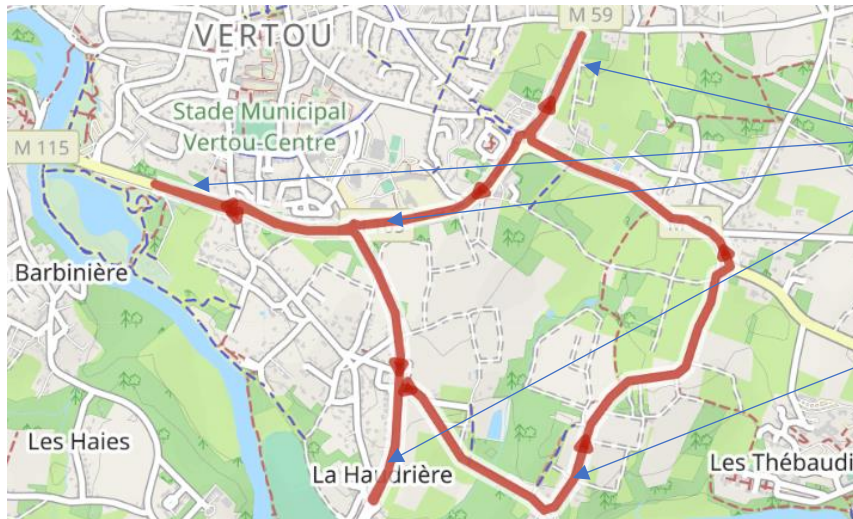 M 59
VERTOU
Stade Municipal
Vertou-Centre
M 115
Barbinière
Les Haies
La Haudrière
Les Thébaudi